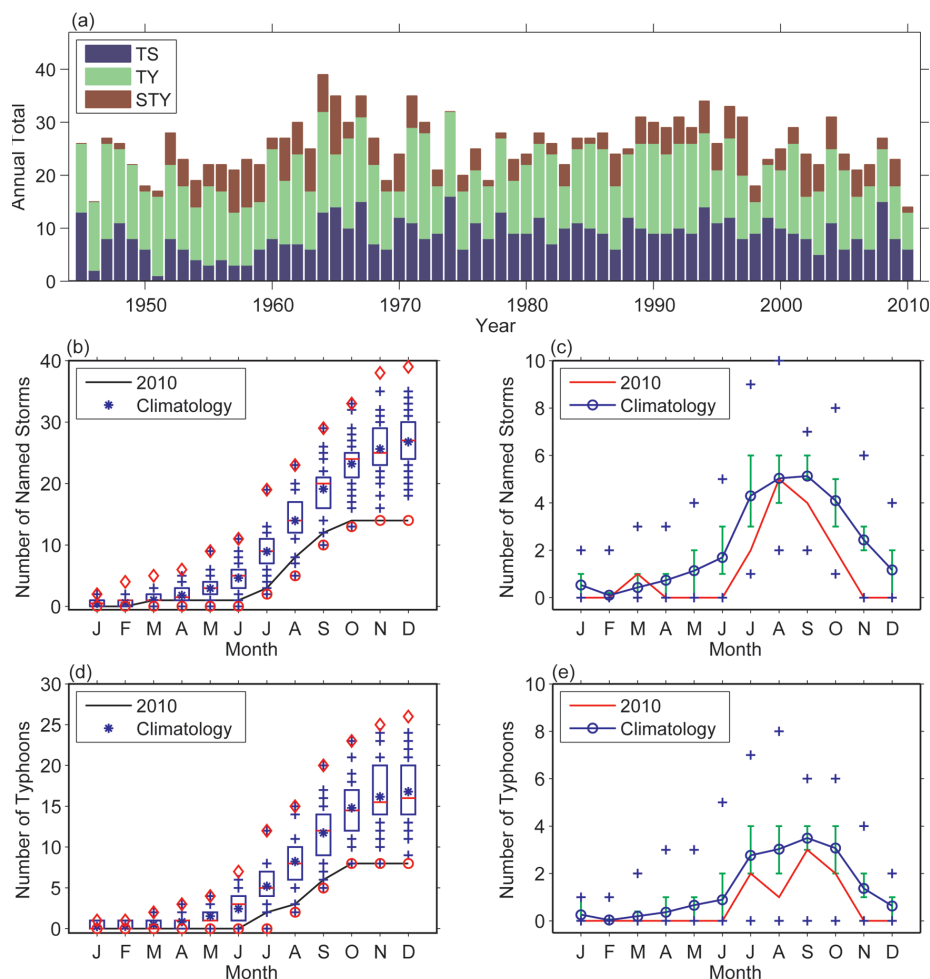 (a)
TS
TY
STY
Annual Total
40
30
20
10
0
1950 1960 1970 1980 1990 2000 2010
Year
(b)
2010
Climatology
Number of Named Storms
40
30
20
10
0
J F M A M J J A S O N D
Month
(c)
2010
Climatology
Number of Named Storms
10
8
6
4
2
0
J F M A M J J A S O N D
Month
(d)
2010
Climatology
Number of Typhoons
30
25
20
15
10
5
0
J F M A M J J A S O N D
Month
(e)
2010
Climatology
Number of Typhoons
10
8
6
4
2
0
J F M A M J J A S O N D
Month